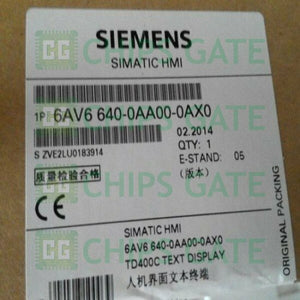 CHIPS GATE
SIEMENS
SIMATIC HMI
1P 6AV6 640-0AA00-0AX0
02.2014
QTY: 1
S ZVE2LU0183914
E-STAND: 05
(版本)
质量检验合格
CE
ORIGINAL PACKAGE
CHIPS GATE
SIMATIC HMI
6AV6 640-0AA00-0AX0
TD400C TEXT DISPLAY
人机界面文本终端